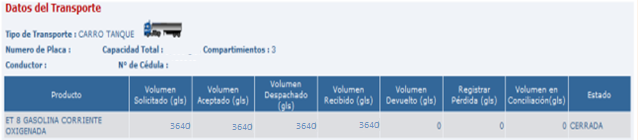 Datos del Transporte
Tipo de Transporte : CARRO TANQUE
Numero de Placa : Capacidad Total : Compartimientos : 3
Conductor : Nº de Cédula :
Producto Volumen Solicitado (gls) Volumen Aceptado (gls) Volumen Despachado (gls) Volumen Recibido (gls) Volumen Devuelto (gls) Registrar Pérdida (gls) Volumen en Conciliación(gls) Estado
ET 8 GASOLINA CORRIENTE OXIGENADA 3640 3640 3640 3640 0 0 0 CERRADA